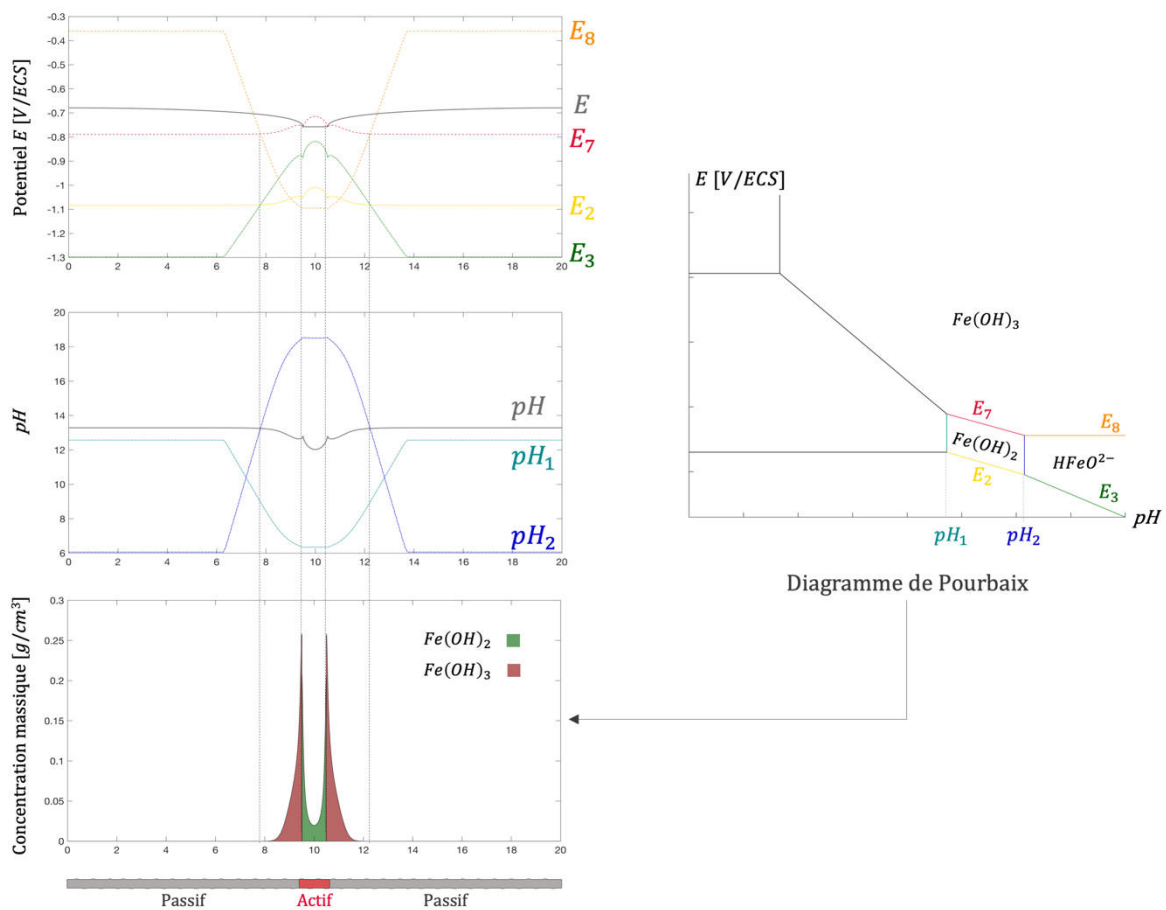 Potentiel E [V/ECS]
-0.3
-0.4
-0.5
-0.6
-0.7
-0.8
-0.9
-1
-1.1
-1.2
-1.3
0 2 4 6 8 10 12 14 16 18 20
E8
E
E7
E2
E3
pH
20
18
16
14
12
10
8
6
0 2 4 6 8 10 12 14 16 18 20
pH
pH1
pH2
Concentration massique [g/cm³]
0.3
0.25
0.2
0.15
0.1
0.05
0
0 2 4 6 8 10 12 14 16 18 20
Fe(OH)2
Fe(OH)3
Passif Actif Passif
E [V/ECS]
Fe(OH)3
E7
E8
Fe(OH)2
HFeO²⁻
E2
E3
pH
pH1 pH2
Diagramme de Pourbaix